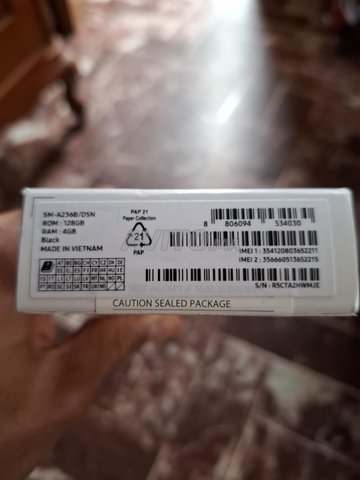 SM-A236B/DSN
ROM : 128GB
RAM : 4GB
Black
MADE IN VIETNAM
PAP 21
Paper Collection
21
PAP
8 806094 534030
IMEI 1 : 354120803652211
IMEI 2 : 356660513652215
S/N : R5CTA2HWMJE
CAUTION SEALED PACKAGE